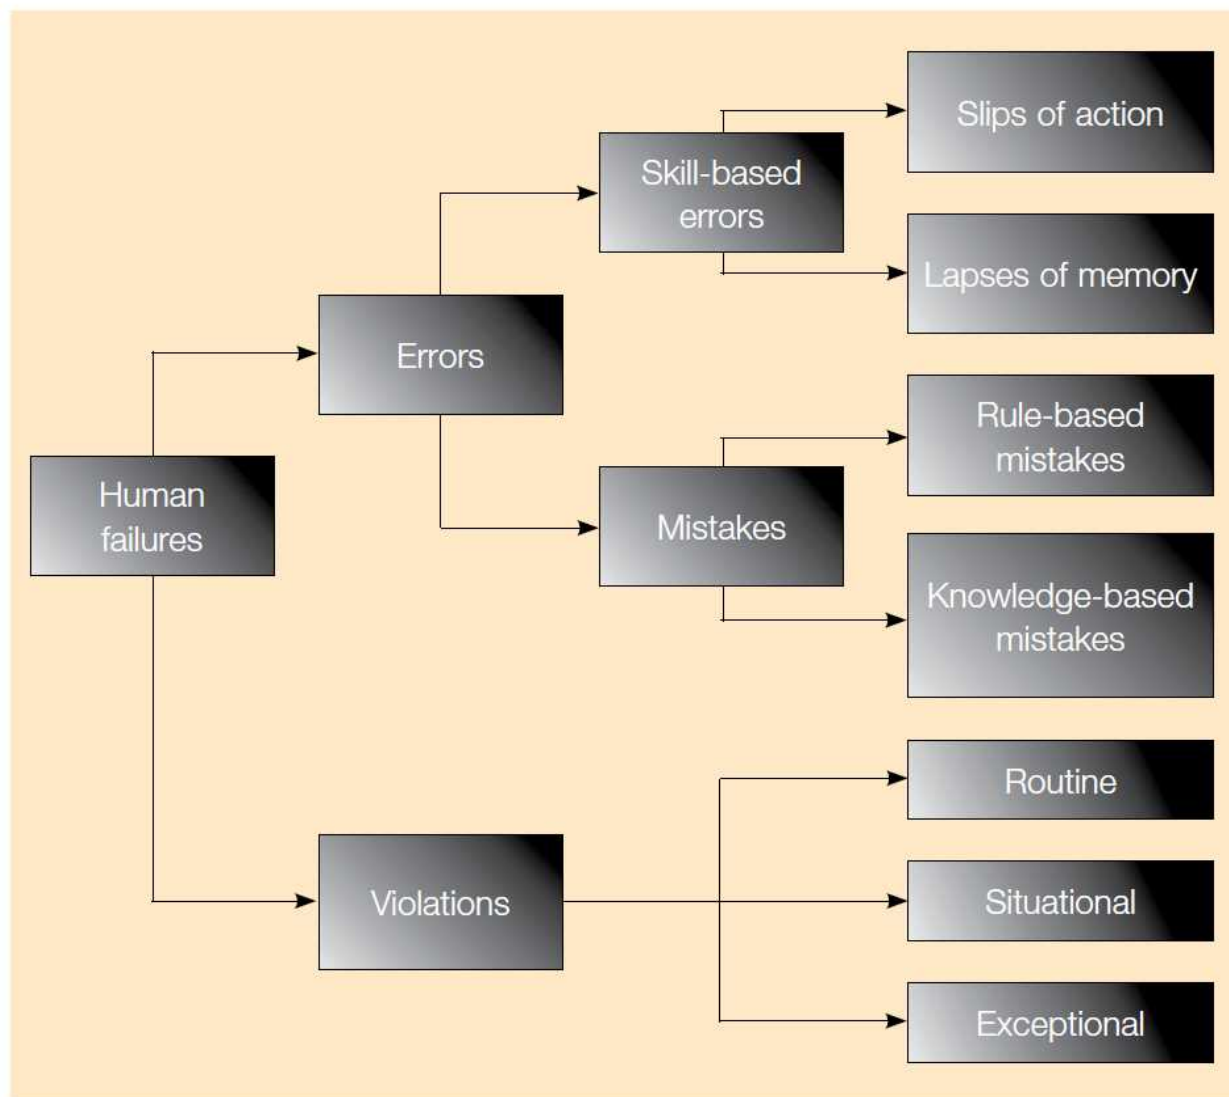 Slips of action
Skill-based
errors
Lapses of memory
Errors
Rule-based
mistakes
Human
failures
Mistakes
Knowledge-based
mistakes
Routine
Violations
Situational
Exceptional